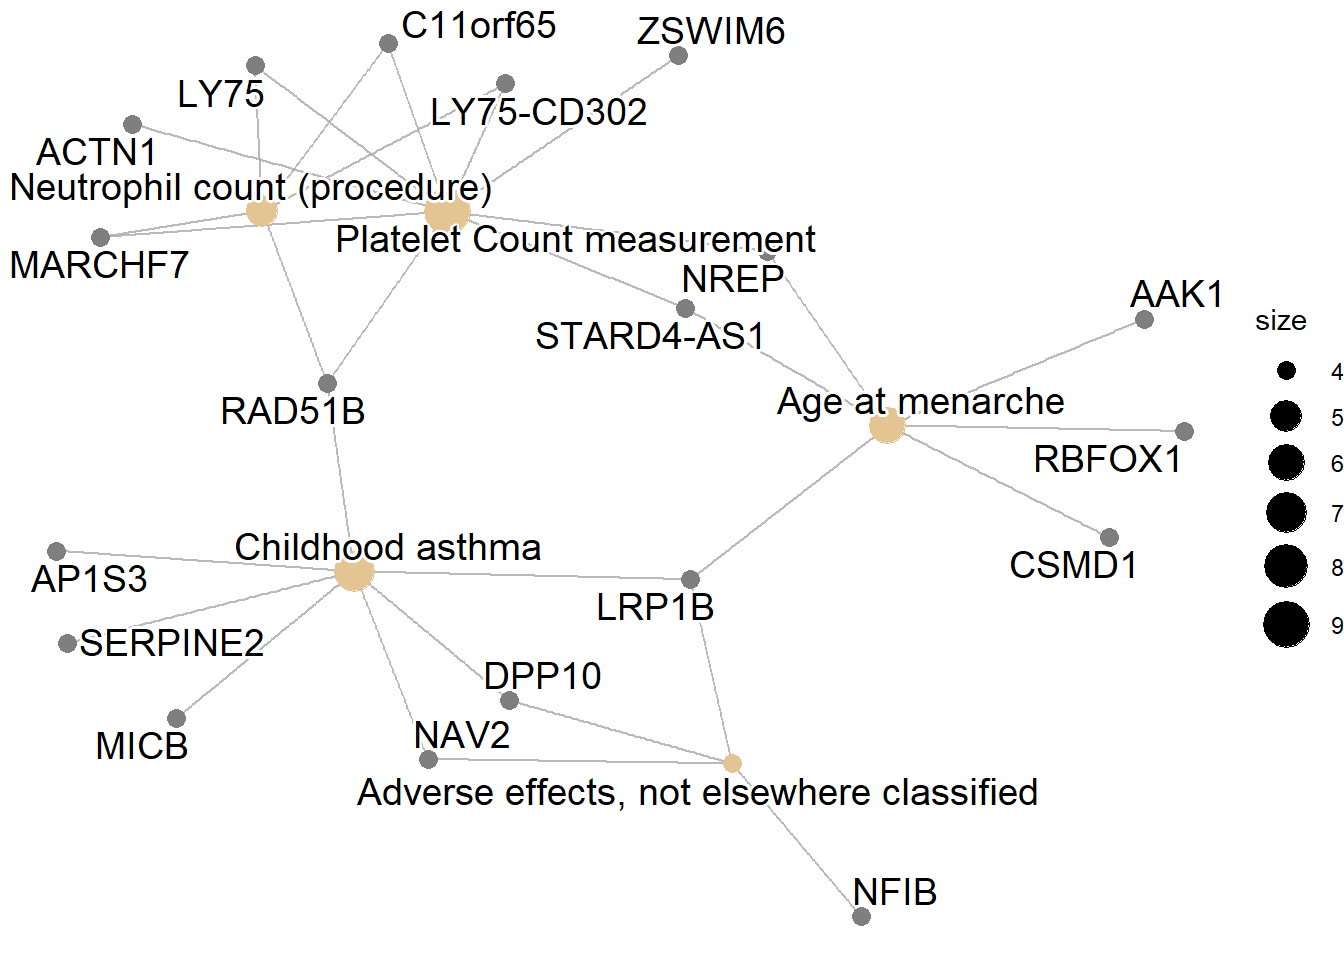 C11orf65
ZSWIM6
LY75
LY75-CD302
ACTN1
Neutrophil count (procedure)
Platelet Count measurement
MARCHF7
NREP
AAK1
STARD4-AS1
size
4
5
6
7
8
9
Age at menarche
RAD51B
RBFOX1
Childhood asthma
CSMD1
AP1S3
LRP1B
SERPINE2
DPP10
MICB
NAV2
Adverse effects, not elsewhere classified
NFIB